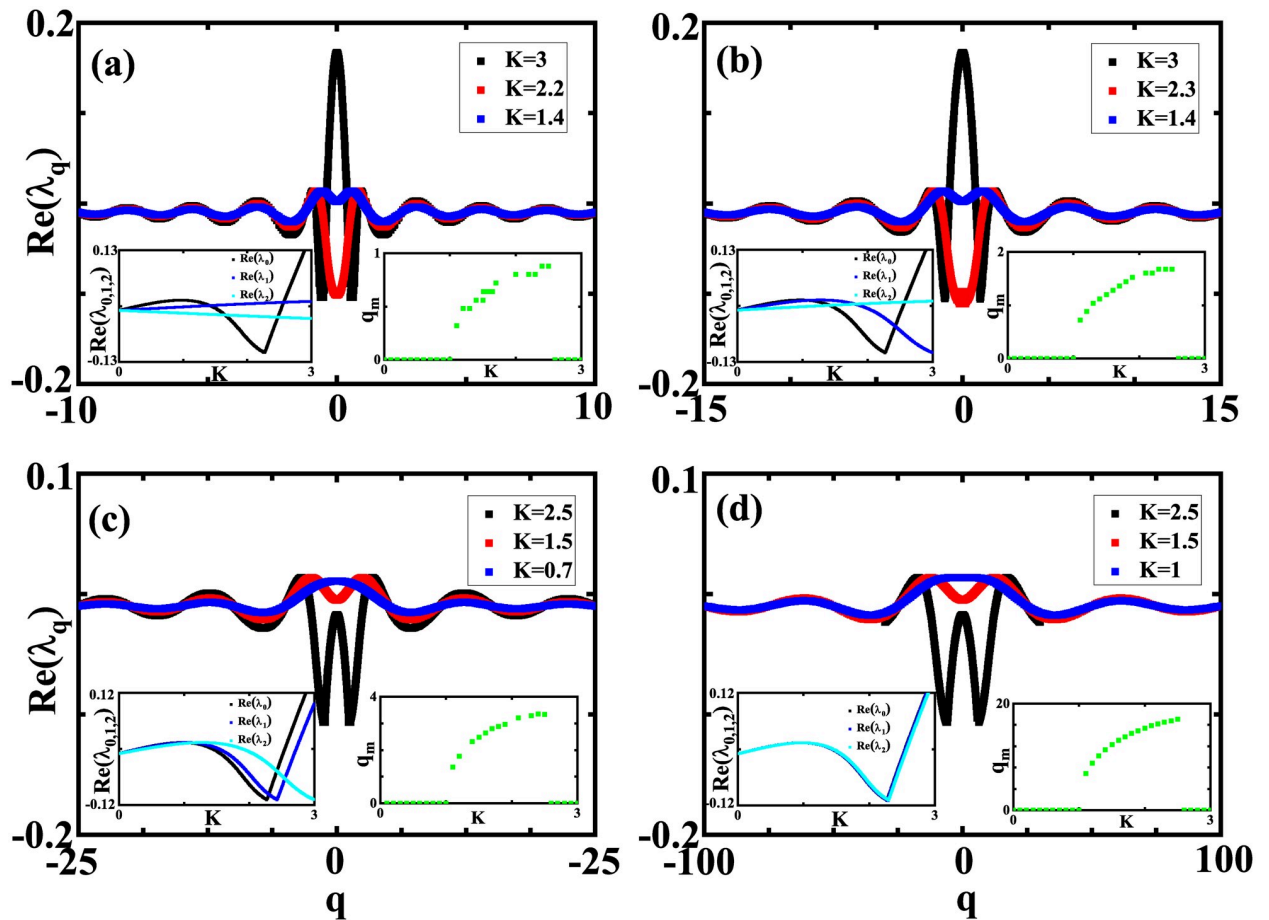 0.2
(a)
K=3
K=2.2
K=1.4
Re(λq)
0.13
Re(λ0)
Re(λ1)
Re(λ2)
Re(λ0,1,2)
-0.13
0
K
3
1
qm
0
0
K
3
-0.2
-10
0
10
0.2
(b)
K=3
K=2.3
K=1.4
0.13
Re(λ0)
Re(λ1)
Re(λ2)
Re(λ0,1,2)
-0.13
0
K
3
2
qm
0
0
K
3
-0.2
-15
0
15
0.1
(c)
K=2.5
K=1.5
K=0.7
Re(λq)
0.12
Re(λ0)
Re(λ1)
Re(λ2)
Re(λ0,1,2)
-0.12
0
K
3
4
qm
0
0
K
3
-0.2
-25
0
-25
q
0.1
(d)
K=2.5
K=1.5
K=1
0.12
Re(λ0)
Re(λ1)
Re(λ2)
Re(λ0,1,2)
-0.12
0
K
3
20
qm
0
0
K
3
-0.2
-100
0
100
q